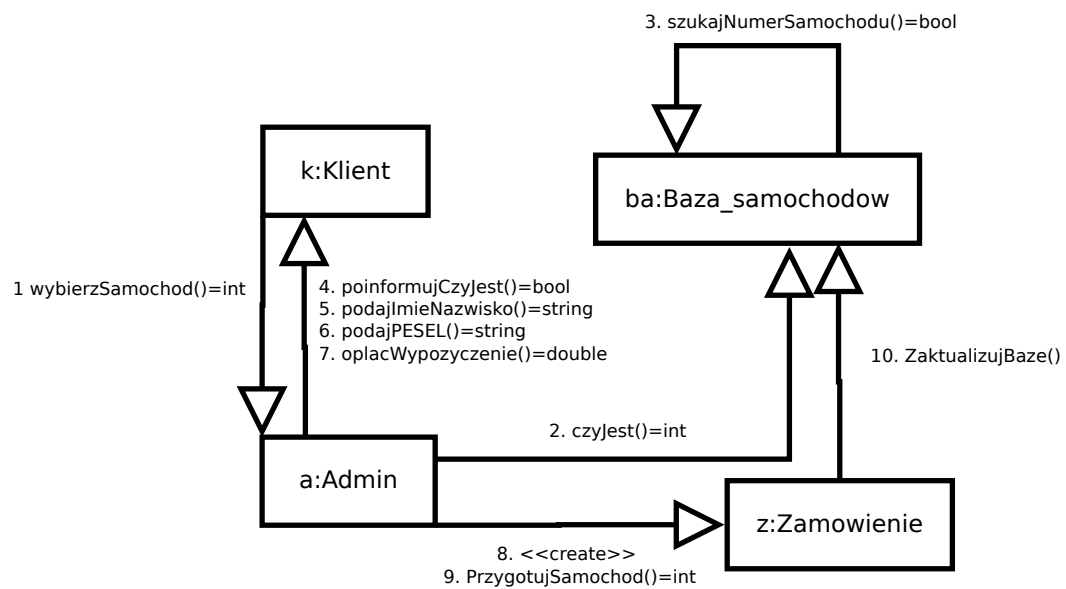 3. szukajNumerSamochodu()=bool
k:Klient
ba:Baza_samochodow
1 wybierzSamochod()=int
4. poinformujCzyJest()=bool
5. podajImieNazwisko()=string
6. podajPESEL()=string
7. oplacWypozyczenie()=double
10. ZaktualizujBaze()
2. czyJest()=int
a:Admin
z:Zamowienie
8. <<create>>
9. PrzygotujSamochod()=int